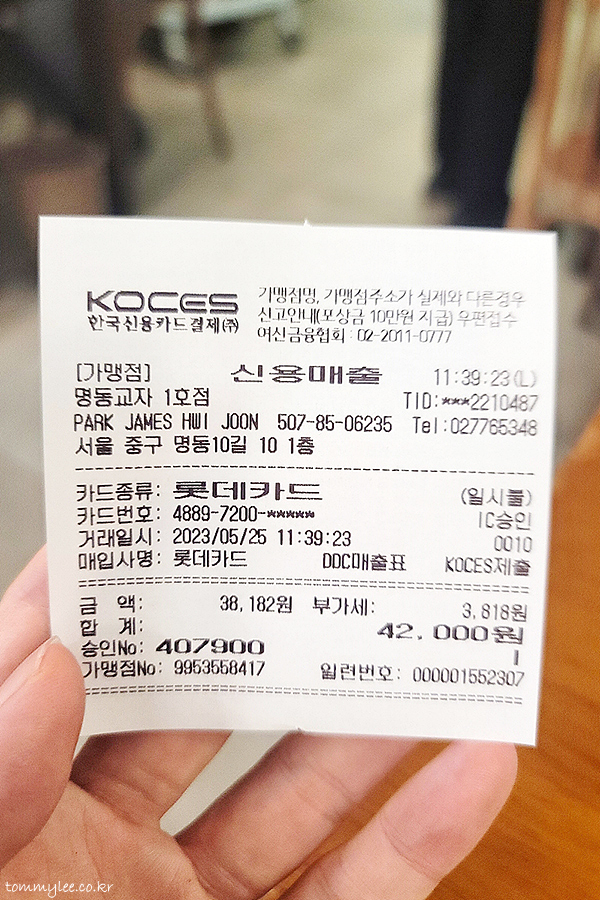 KOCES
한국신용카드결제(주)
가맹점명, 가맹점주소가 실제와 다른경우
신고안내(포상금 10만원 지급) 우편접수
여신금융협회 : 02-2011-0777
[가맹점] 신용매출 11:39:23(L)
명동교자 1호점 TID:***2210487
PARK JAMES HWI JOON 507-85-06235 Tel:027765348
서울 중구 명동10길 10 1층
카드종류: 롯데카드 (일시불)
카드번호: 4889-7200-***** IC승인
거래일시: 2023/05/25 11:39:23 0010
매입사명: 롯데카드 DDC매출표 KOCES제출
금 액: 38,182원 부가세: 3,818원
합 계: 42,000원
승인No: 407900 1
가맹점No: 9953558417 일련번호: 000001552307
tommylee.co.kr